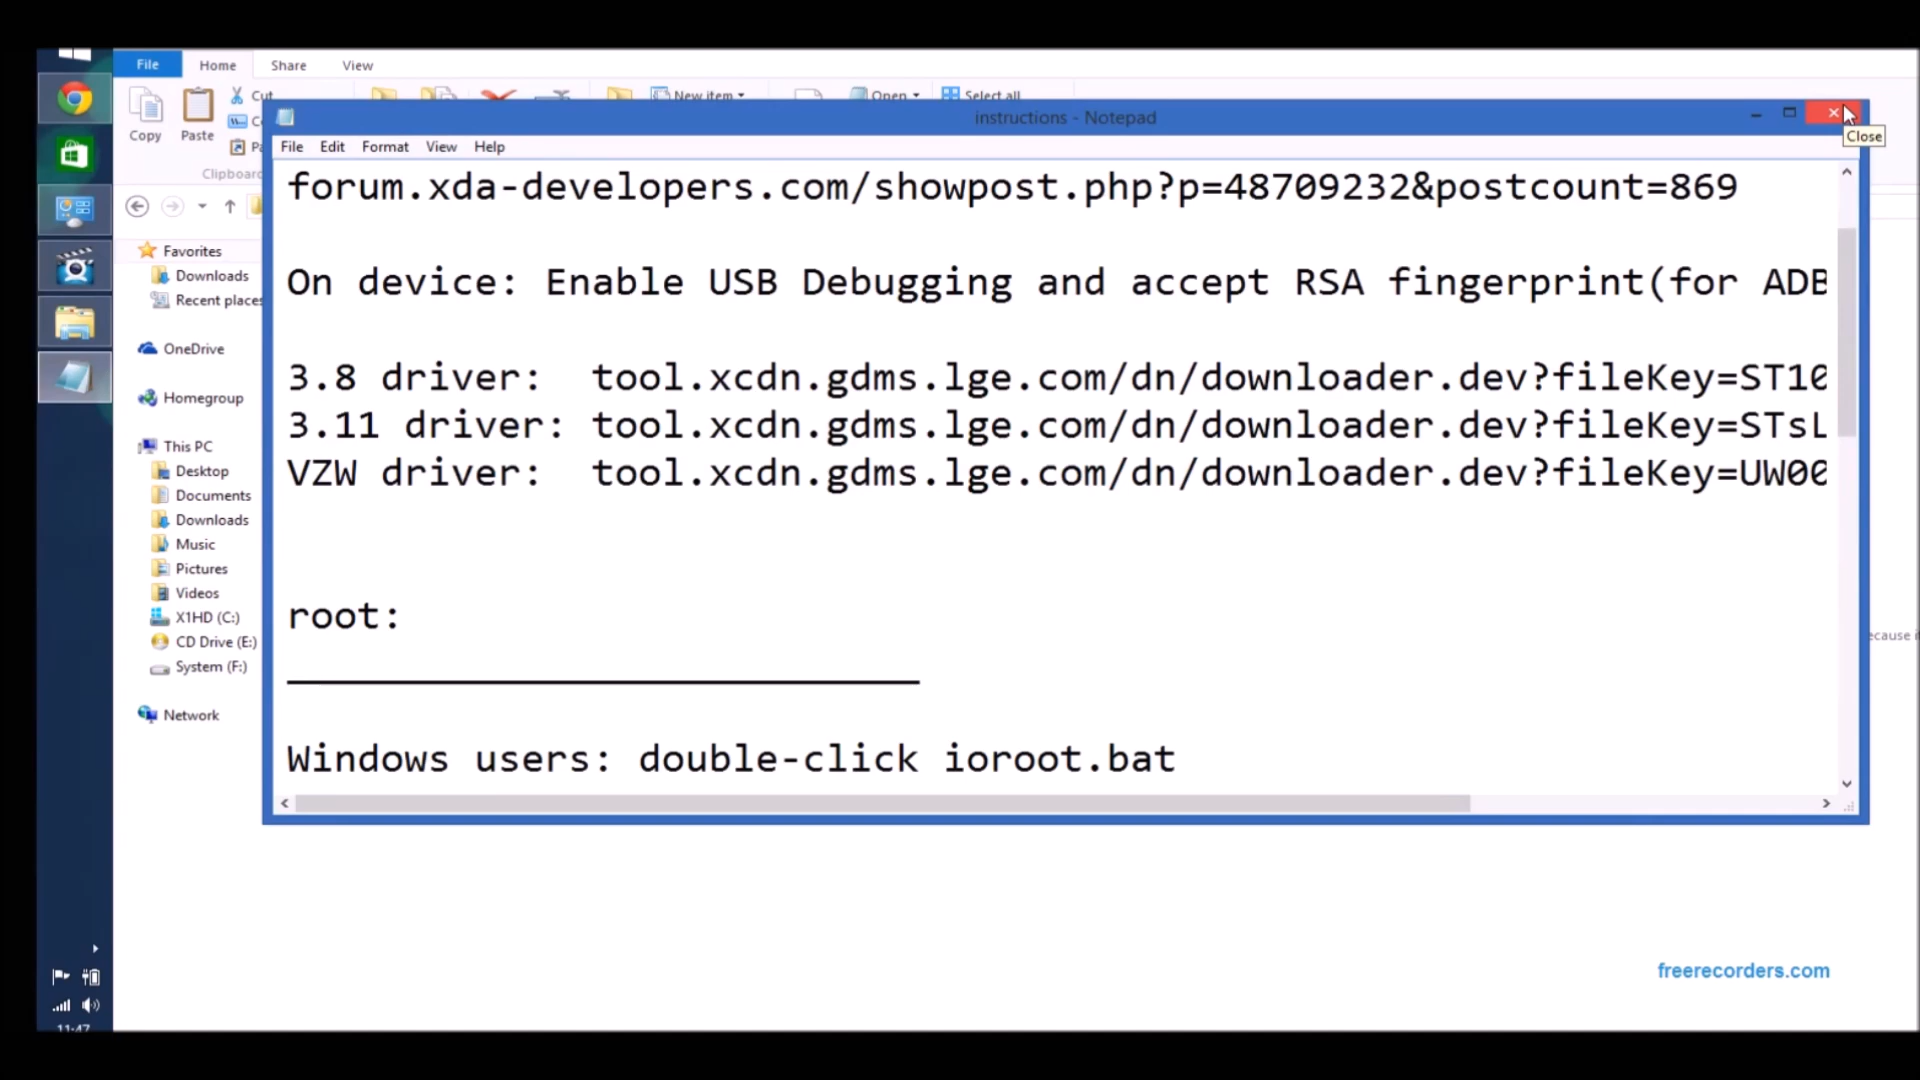 File Home Share View
Cut
New item Open Select all
Copy Paste
Clipboard
instructions - Notepad
Close
File Edit Format View Help
forum.xda-developers.com/showpost.php?p=48709232&postcount=869
On device: Enable USB Debugging and accept RSA fingerprint(for ADB
3.8 driver: tool.xcdn.gdms.lge.com/dn/downloader.dev?fileKey=ST10
3.11 driver: tool.xcdn.gdms.lge.com/dn/downloader.dev?fileKey=STsL
VZW driver: tool.xcdn.gdms.lge.com/dn/downloader.dev?fileKey=UW00
root:
Windows users: double-click ioroot.bat
Favorites
Downloads
Recent places
OneDrive
Homegroup
This PC
Desktop
Documents
Downloads
Music
Pictures
Videos
X1HD (C:)
CD Drive (E:)
System (F:)
Network
freerecorders.com
11:47